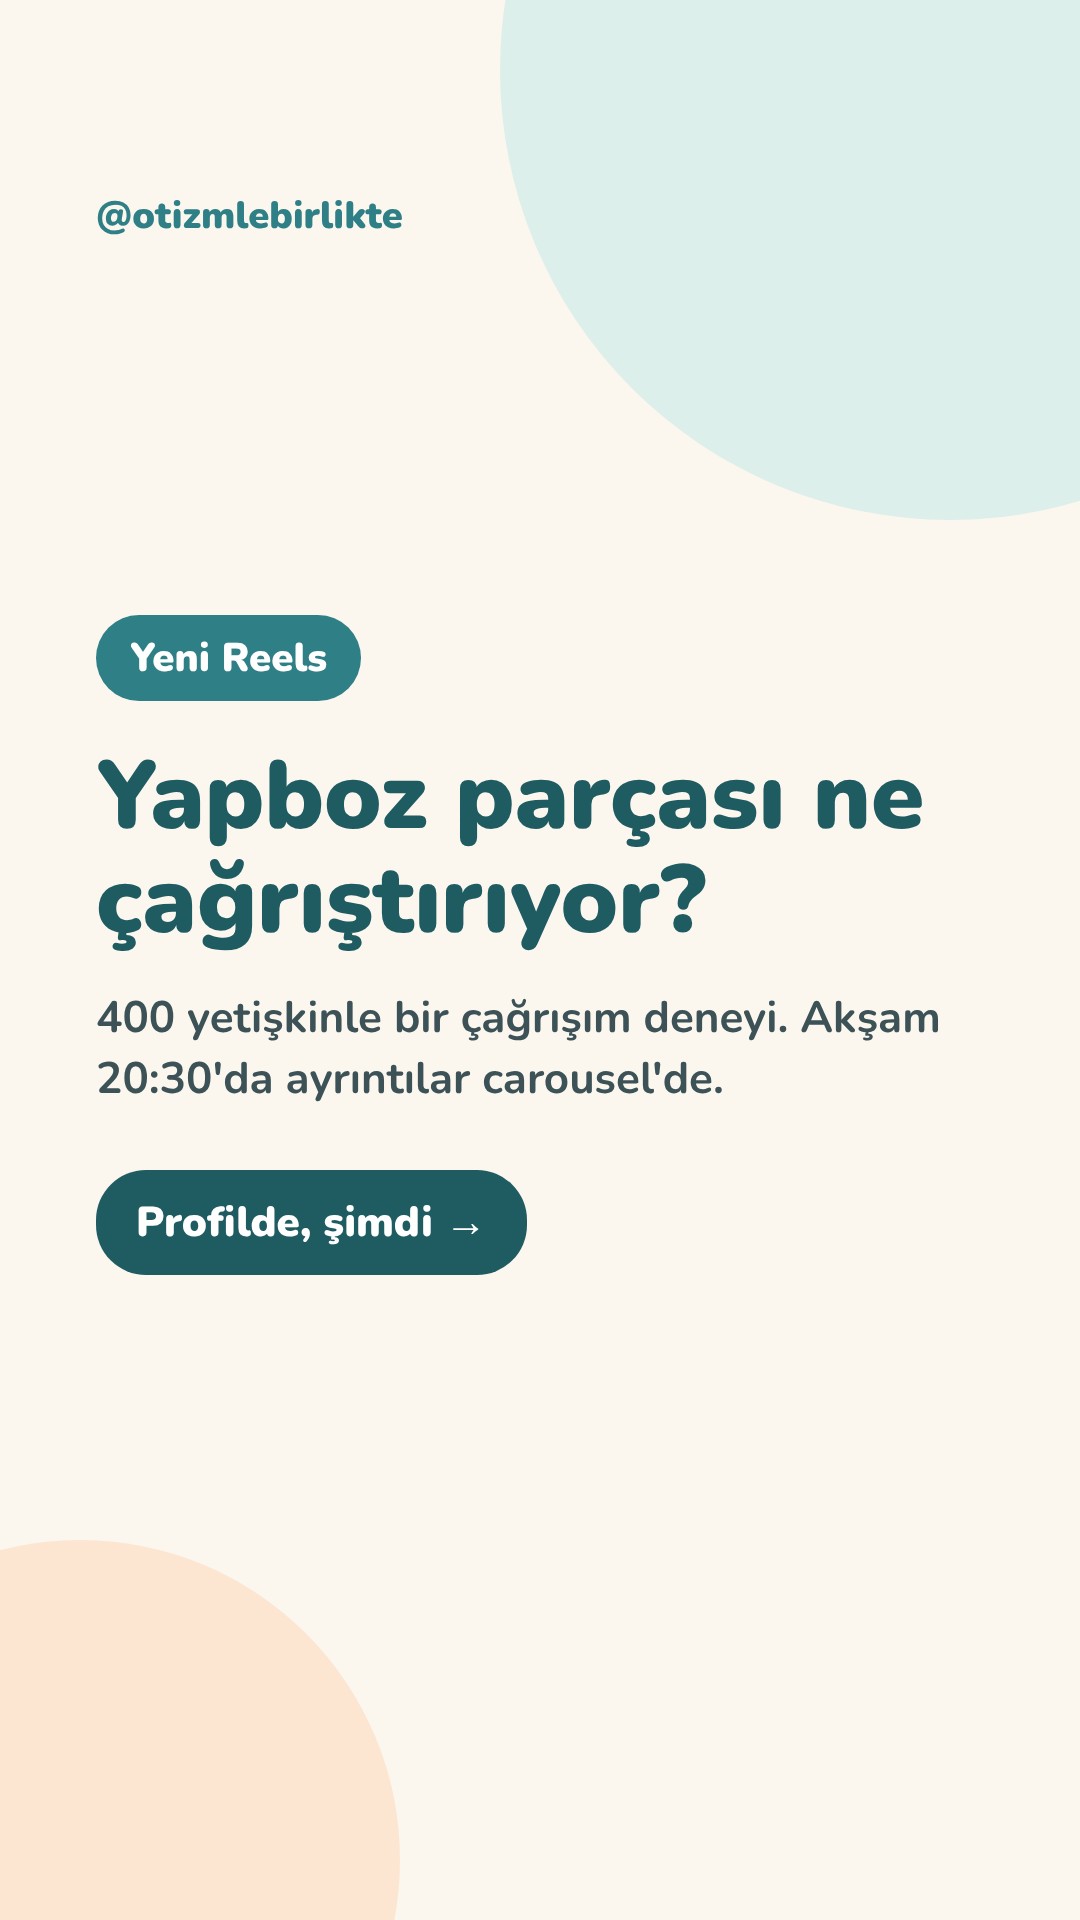 @otizmlebirlikte
Yeni Reels
Yapboz parçası ne
çağrıştırıyor?
400 yetişkinle bir çağrışım deneyi. Akşam
20:30'da ayrıntılar carousel'de.
Profilde, şimdi →